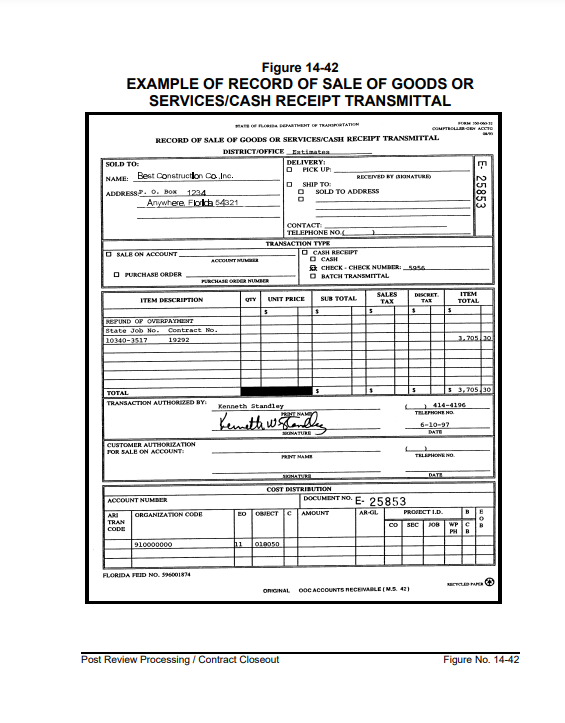 Figure 14-42
EXAMPLE OF RECORD OF SALE OF GOODS OR
SERVICES/CASH RECEIPT TRANSMITTAL
STATE OF FLORIDA DEPARTMENT OF TRANSPORTATION
COMPTROLLER-GEN ACCTG
RECORD OF SALE OF GOODS OR SERVICES/CASH RECEIPT TRANSMITTAL
DISTRICT/OFFICE Estimates
SOLD TO:
NAME: Best Construction Co.,Inc.
ADDRESS: P. O. Box 1234
Anywhere, Florida 54321
DELIVERY:
PICK UP:
RECEIVED BY (SIGNATURE)
SHIP TO:
SOLD TO ADDRESS
CONTACT:
TELEPHONE NO. ( )
E- 25853
TRANSACTION TYPE
SALE ON ACCOUNT
ACCOUNT NUMBER
PURCHASE ORDER
PURCHASE ORDER NUMBER
CASH RECEIPT
CASH
CHECK - CHECK NUMBER: 5956
BATCH TRANSMITTAL
ITEM DESCRIPTION QTY UNIT PRICE SUB TOTAL SALES TAX DISCRET. TAX ITEM TOTAL
$ $ $ $ $
REFUND OF OVERPAYMENT
State Job No. Contract No.
10340-3517 19292 3,705.30
TOTAL $ $ $ $ 3,705.30
TRANSACTION AUTHORIZED BY: Kenneth Standley ( ) 414-4196
PRINT NAME TELEPHONE NO.
Kenneth W Standley 6-10-97
SIGNATURE DATE
CUSTOMER AUTHORIZATION
FOR SALE ON ACCOUNT: ( )
PRINT NAME TELEPHONE NO.
SIGNATURE DATE
COST DISTRIBUTION
ACCOUNT NUMBER DOCUMENT NO. E- 25853
ARI TRAN CODE ORGANIZATION CODE EO OBJECT C AMOUNT AR-GL PROJECT I.D. B C B E O B
CO SEC JOB WP PH
910000000 11 018050
FLORIDA FEID NO. 596001874
RECYCLED PAPER
ORIGINAL OOC ACCOUNTS RECEIVABLE ( M.S. 42 )
Post Review Processing / Contract Closeout Figure No. 14-42